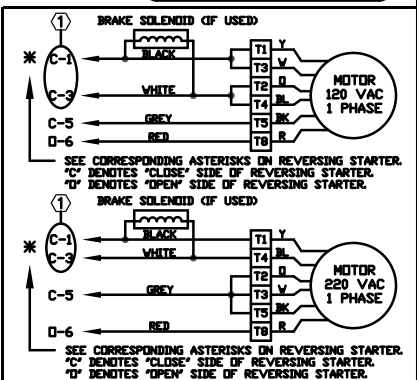 1 BRAKE SOLENOID (IF USED)
* C-1 BLACK T1 Y
T3 W
C-3 WHITE T2 O
T4 BL
C-5 GREY T5 BK
O-6 RED T8 R
MOTOR
120 VAC
1 PHASE
SEE CORRESPONDING ASTERISKS ON REVERSING STARTER.
"C" DENOTES "CLOSE" SIDE OF REVERSING STARTER.
"O" DENOTES "OPEN" SIDE OF REVERSING STARTER.
1 BRAKE SOLENOID (IF USED)
* C-1 BLACK T1 Y
C-3 WHITE T4 BL
T2 O
C-5 GREY T3 W
T5 BK
O-6 RED T8 R
MOTOR
220 VAC
1 PHASE
SEE CORRESPONDING ASTERISKS ON REVERSING STARTER.
"C" DENOTES "CLOSE" SIDE OF REVERSING STARTER.
"O" DENOTES "OPEN" SIDE OF REVERSING STARTER.